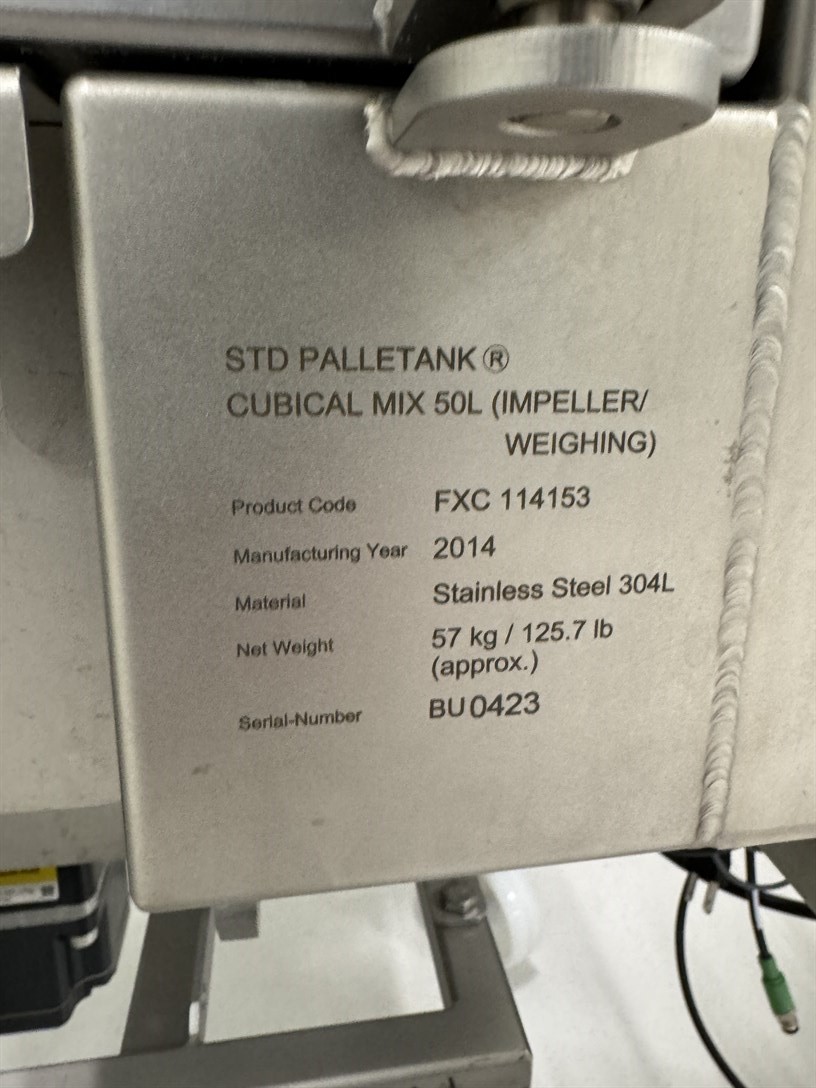 STD PALLETANK®
CUBICAL MIX 50L (IMPELLER/
WEIGHING)
Product Code FXC 114153
Manufacturing Year 2014
Material Stainless Steel 304L
Net Weight 57 kg / 125.7 lb
(approx.)
Serial-Number BU0423